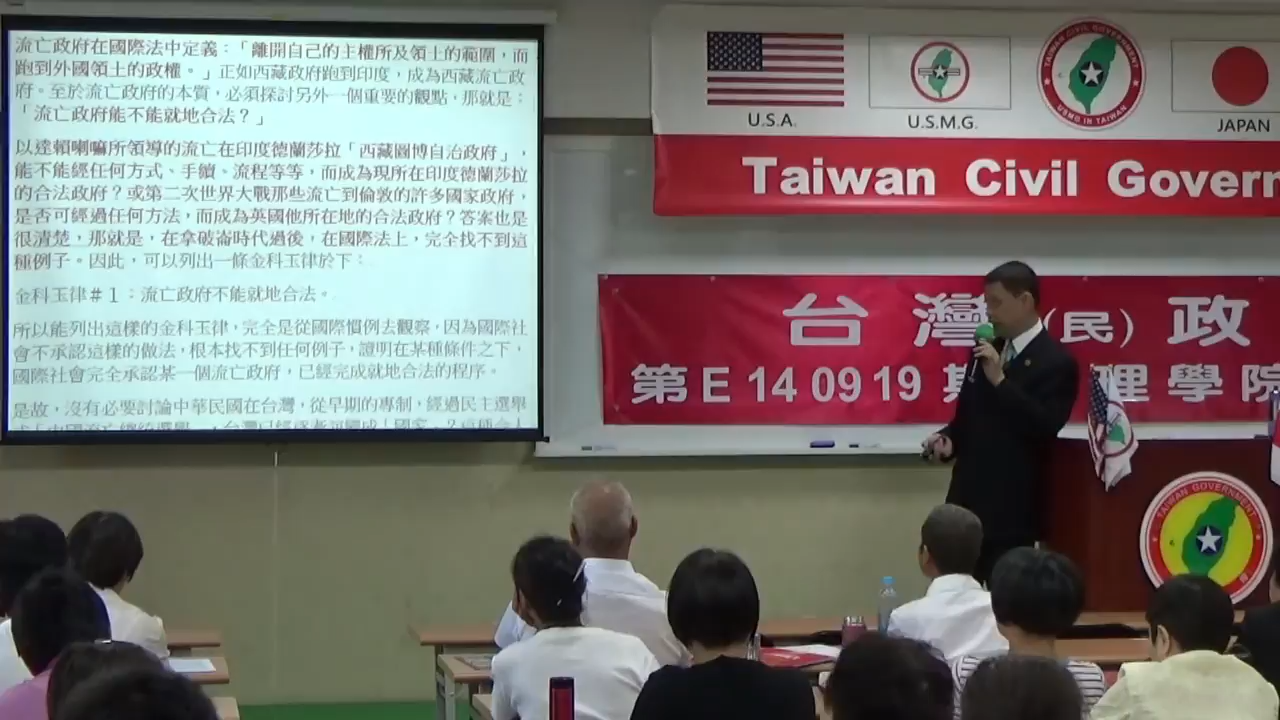 流亡政府在國際法中定義：「離開自己的主權所及領土的範圍，而
跑到外國領土的政權。」正如西藏政府跑到印度，成為西藏流亡政
府。至於流亡政府的本質，必須探討另外一個重要的觀點，那就是：
「流亡政府能不能就地合法？」
以達賴喇嘛所領導的流亡在印度德蘭莎拉「西藏圖博自治政府」，
能不能經任何方式、手續、流程等等，而成為現所在印度德蘭莎拉
的合法政府？或第二次世界大戰那些流亡到倫敦的許多國家政府，
是否可經過任何方法，而成為英國他所在地的合法政府？答案也是
很清楚，那就是，在拿破崙時代過後，在國際法上，完全找不到這
種例子。因此，可以列出一條金科玉律於下：
金科玉律＃１：流亡政府不能就地合法。
所以能列出這樣的金科玉律，完全是從國際慣例去觀察，因為國際社
會不承認這樣的做法，根本找不到任何例子，證明在某種條件之下，
國際社會完全承認某一個流亡政府，已經完成就地合法的程序。
是故，沒有必要討論中華民國在台灣，從早期的專制，經過民主選舉
U.S.A.
U.S.M.G.
TAIWAN CIVIL GOVERNMENT
USMG IN TAIWAN
JAPAN
Taiwan Civil Govern
台灣（民）政
第E140919期 理學院
TAIWAN GOVERNMENT